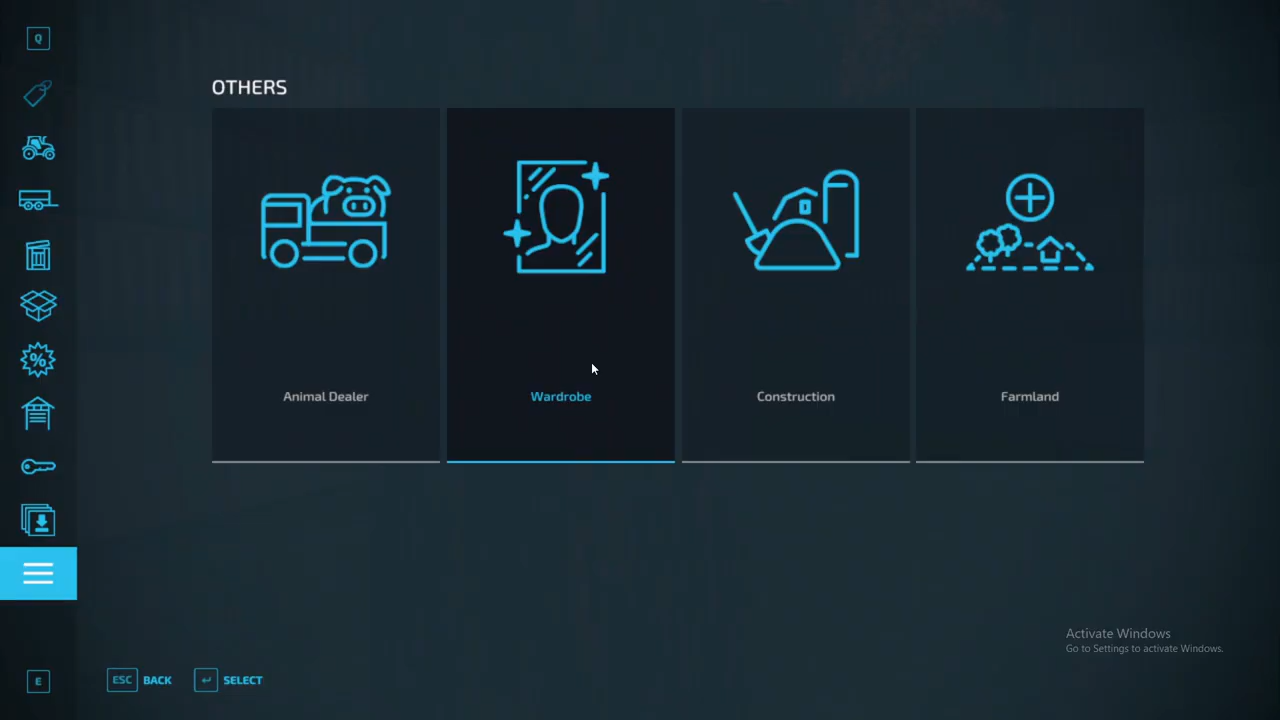 Q
OTHERS
Animal Dealer
Wardrobe
Construction
Farmland
%
Activate Windows
Go to Settings to activate Windows.
E
ESC BACK ↵ SELECT